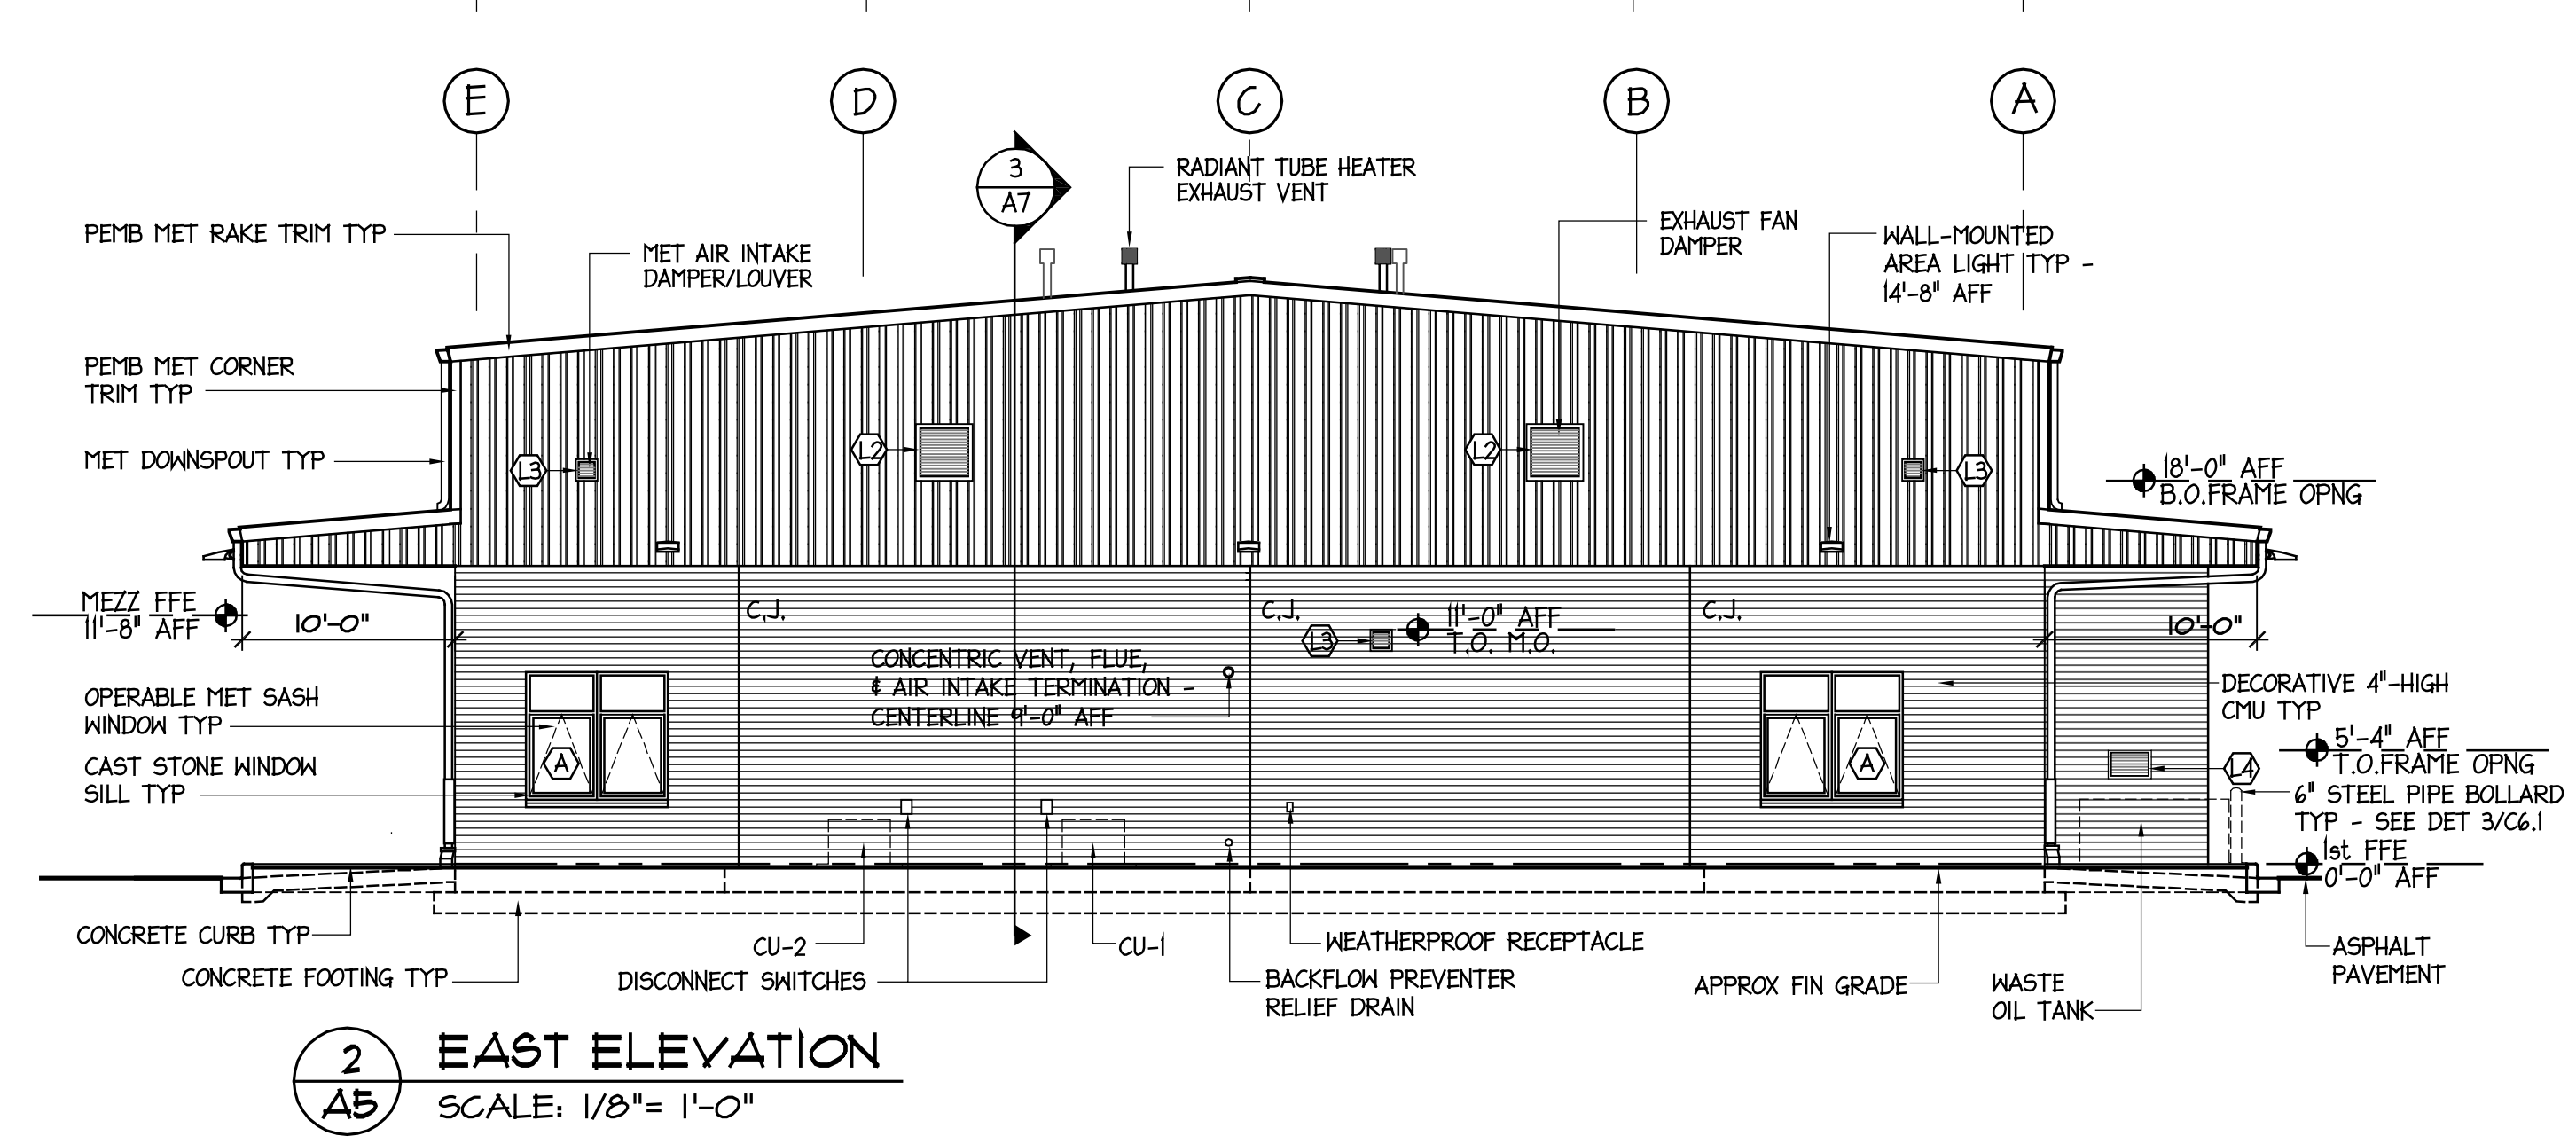 E
D
C
B
A
3
A7
RADIANT TUBE HEATER
EXHAUST VENT
PEMB MET RAKE TRIM TYP
MET AIR INTAKE
DAMPER/LOUVER
EXHAUST FAN
DAMPER
WALL-MOUNTED
AREA LIGHT TYP -
14'-8" AFF
PEMB MET CORNER
TRIM TYP
MET DOWNSPOUT TYP
L3
L2
L2
L3
18'-0" AFF
B.O.FRAME OPNG
MEZZ FFE
11'-8" AFF
10'-0"
C.J.
C.J.
L3
11'-0" AFF
T.O. M.O.
C.J.
10'-0"
CONCENTRIC VENT, FLUE,
& AIR INTAKE TERMINATION -
CENTERLINE 9'-0" AFF
OPERABLE MET SASH
WINDOW TYP
CAST STONE WINDOW
SILL TYP
A
A
DECORATIVE 4"-HIGH
CMU TYP
5'-4" AFF
T.O.FRAME OPNG
L4
6" STEEL PIPE BOLLARD
TYP - SEE DET 3/C6.1
1st FFE
0'-0" AFF
CONCRETE CURB TYP
CONCRETE FOOTING TYP
CU-2
DISCONNECT SWITCHES
CU-1
WEATHERPROOF RECEPTACLE
BACKFLOW PREVENTER
RELIEF DRAIN
APPROX FIN GRADE
WASTE
OIL TANK
ASPHALT
PAVEMENT
2
A5
EAST ELEVATION
SCALE: 1/8"= 1'-0"